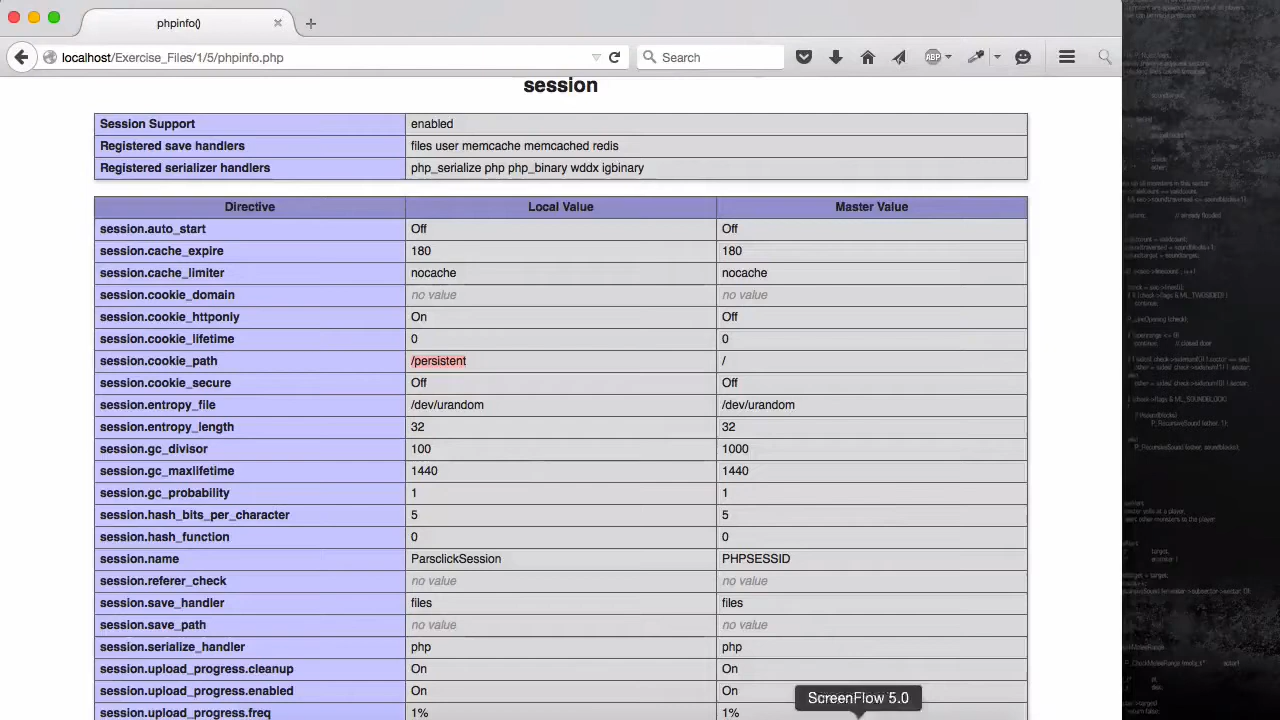 phpinfo()
localhost/Exercise_Files/1/5/phpinfo.php
Search
ABP
session
Session Support enabled
Registered save handlers files user memcache memcached redis
Registered serializer handlers php_serialize php php_binary wddx igbinary
Directive Local Value Master Value
session.auto_start Off Off
session.cache_expire 180 180
session.cache_limiter nocache nocache
session.cookie_domain no value no value
session.cookie_httponly On Off
session.cookie_lifetime 0 0
session.cookie_path /persistent /
session.cookie_secure Off Off
session.entropy_file /dev/urandom /dev/urandom
session.entropy_length 32 32
session.gc_divisor 100 1000
session.gc_maxlifetime 1440 1440
session.gc_probability 1 1
session.hash_bits_per_character 5 5
session.hash_function 0 0
session.name ParsclickSession PHPSESSID
session.referer_check no value no value
session.save_handler files files
session.save_path no value no value
session.serialize_handler php php
session.upload_progress.cleanup On On
session.upload_progress.enabled On On
session.upload_progress.freq 1% 1%
ScreenFlow 5.0